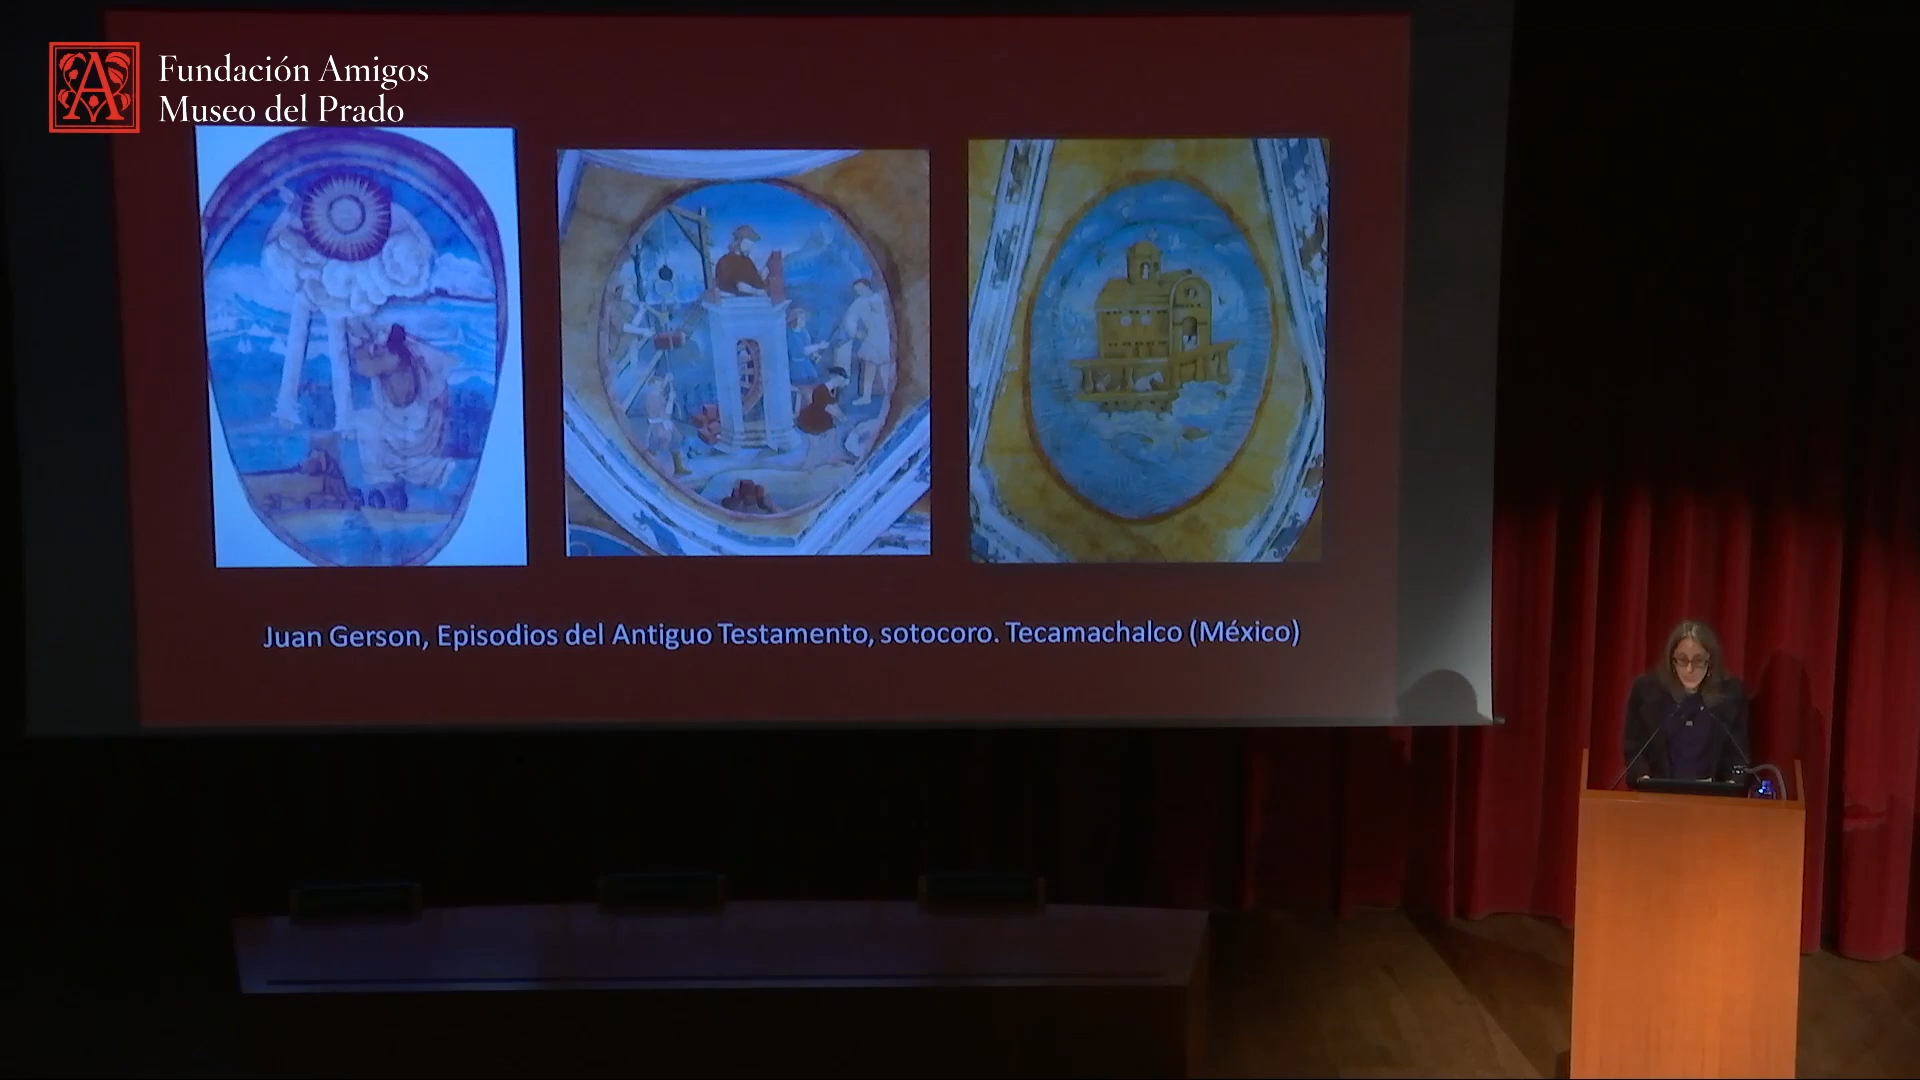 Fundación Amigos
Museo del Prado
Juan Gerson, Episodios del Antiguo Testamento, sotocoro. Tecamachalco (México)